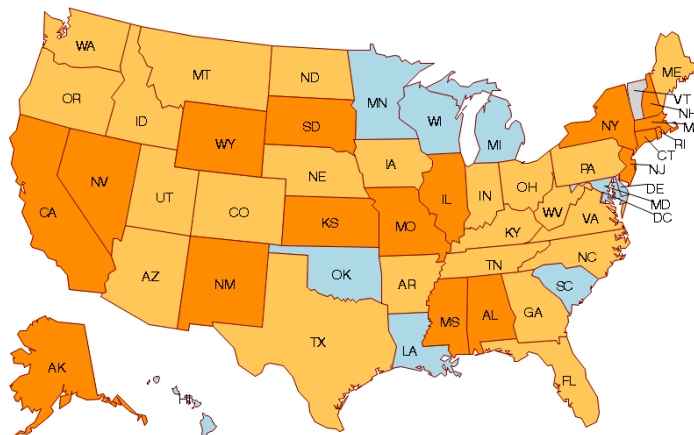 WA
ME
MT
ND
VT
MN
OR
NH
ID
WI
SD
NY
MI
RI
WY
CT
IA
PA
NJ
NE
NV
OH
IL
IN
DE
UT
MD
CA
CO
WV
VA
DC
KS
MO
KY
NC
TN
OK
AZ
NM
AR
SC
MS
AL
GA
TX
LA
AK
FL
HI